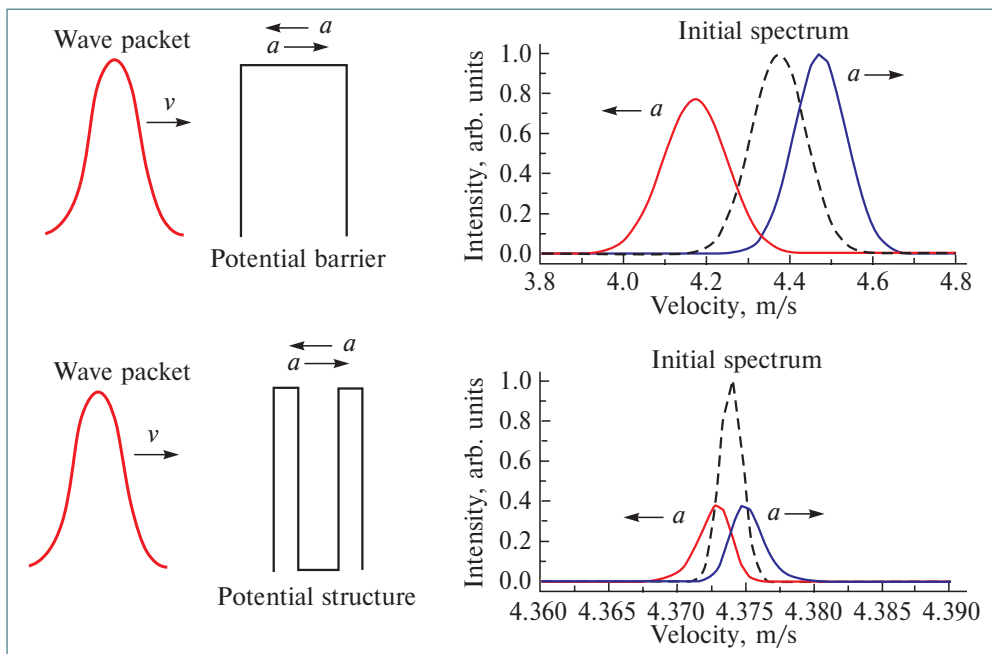 Wave packet
v
a
a
Potential barrier
Initial spectrum
Intensity, arb. units
1.0
0.8
0.6
0.4
0.2
0.0
a
a
3.8 4.0 4.2 4.4 4.6 4.8
Velocity, m/s
Wave packet
v
a
a
Potential structure
Initial spectrum
Intensity, arb. units
1.0
0.8
0.6
0.4
0.2
0.0
a
a
4.360 4.365 4.370 4.375 4.380 4.385 4.390
Velocity, m/s